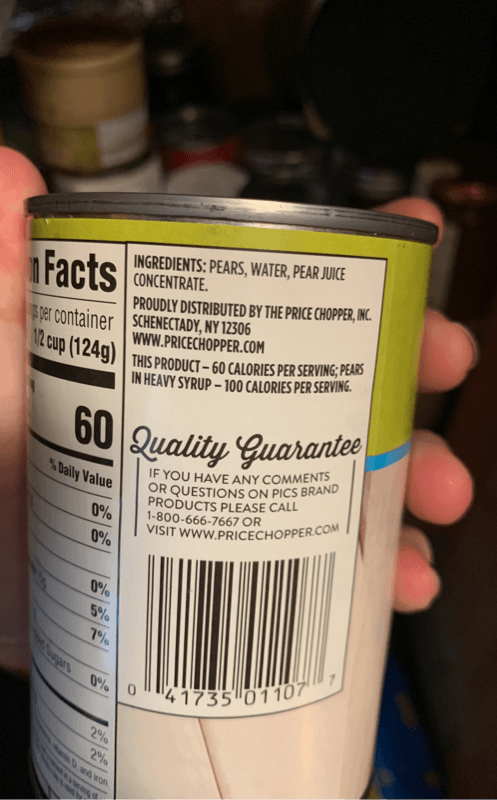 n Facts
gs per container
1/2 cup (124g)
60
% Daily Value
0%
0%
0%
5%
7%
Sugars
0%
2%
2%
vitamin D, and iron
INGREDIENTS: PEARS, WATER, PEAR JUICE
CONCENTRATE.
PROUDLY DISTRIBUTED BY THE PRICE CHOPPER, INC.
SCHENECTADY, NY 12306
WWW.PRICECHOPPER.COM
THIS PRODUCT – 60 CALORIES PER SERVING; PEARS
IN HEAVY SYRUP – 100 CALORIES PER SERVING.
Quality Guarantee
IF YOU HAVE ANY COMMENTS
OR QUESTIONS ON PICS BRAND
PRODUCTS PLEASE CALL
1-800-666-7667 OR
VISIT WWW.PRICECHOPPER.COM
0 41735 01107 7